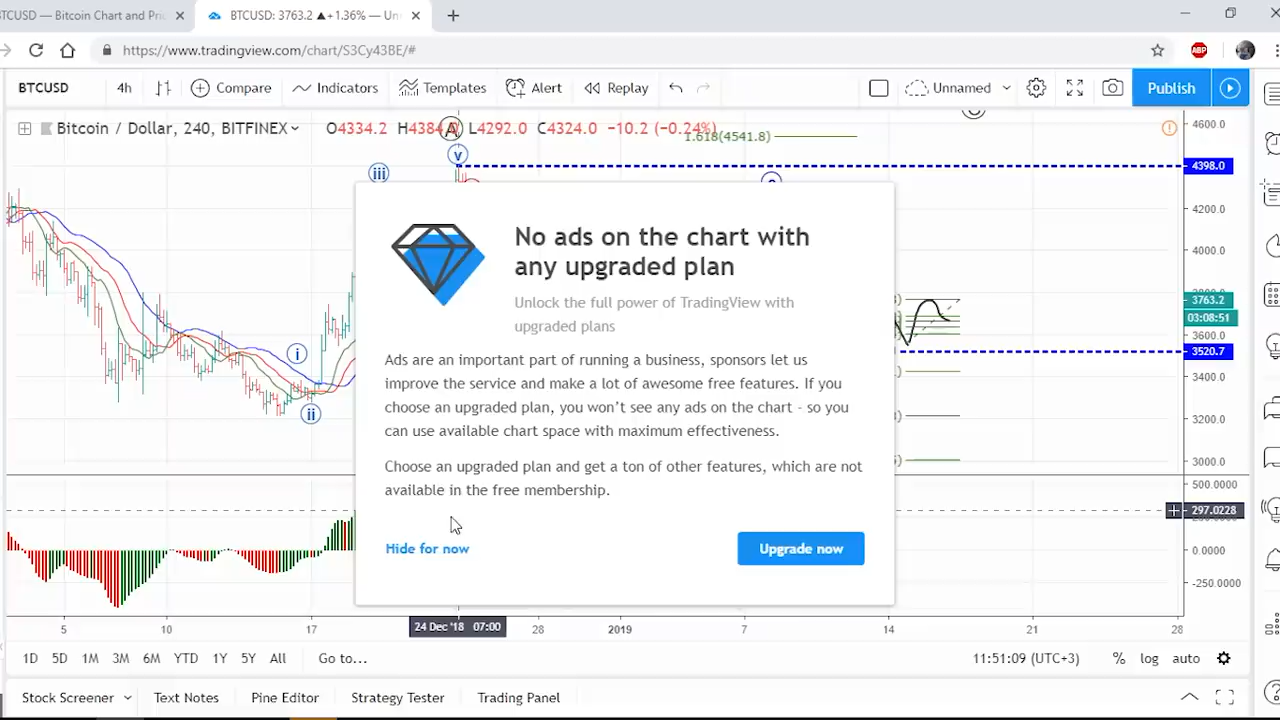 BTCUSD — Bitcoin Chart and Pric
BTCUSD: 3763.2 ▲+1.36% — Un
https://www.tradingview.com/chart/S3Cy43BE/#
ABP
BTCUSD 4h Compare Indicators Templates Alert Replay Unnamed Publish
Bitcoin / Dollar, 240, BITFINEX O4334.2 H4384.0 L4292.0 C4324.0 −10.2 (−0.24%)
A
1.618(4541.8)
4600.0
v
iii
4398.0
4200.0
No ads on the chart with
any upgraded plan
4000.0
Unlock the full power of TradingView with
upgraded plans
3763.2
03:08:51
3600.0
i
3520.7
Ads are an important part of running a business, sponsors let us
improve the service and make a lot of awesome free features. If you
choose an upgraded plan, you won't see any ads on the chart - so you
can use available chart space with maximum effectiveness.
3400.0
ii
3200.0
Choose an upgraded plan and get a ton of other features, which are not
available in the free membership.
3000.0
500.0000
297.0228
Hide for now Upgrade now
0.0000
-250.0000
5 10 17 24 Dec '18 07:00 28 2019 7 14 21 28
1D 5D 1M 3M 6M YTD 1Y 5Y All Go to... 11:51:09 (UTC+3) % log auto
Stock Screener Text Notes Pine Editor Strategy Tester Trading Panel